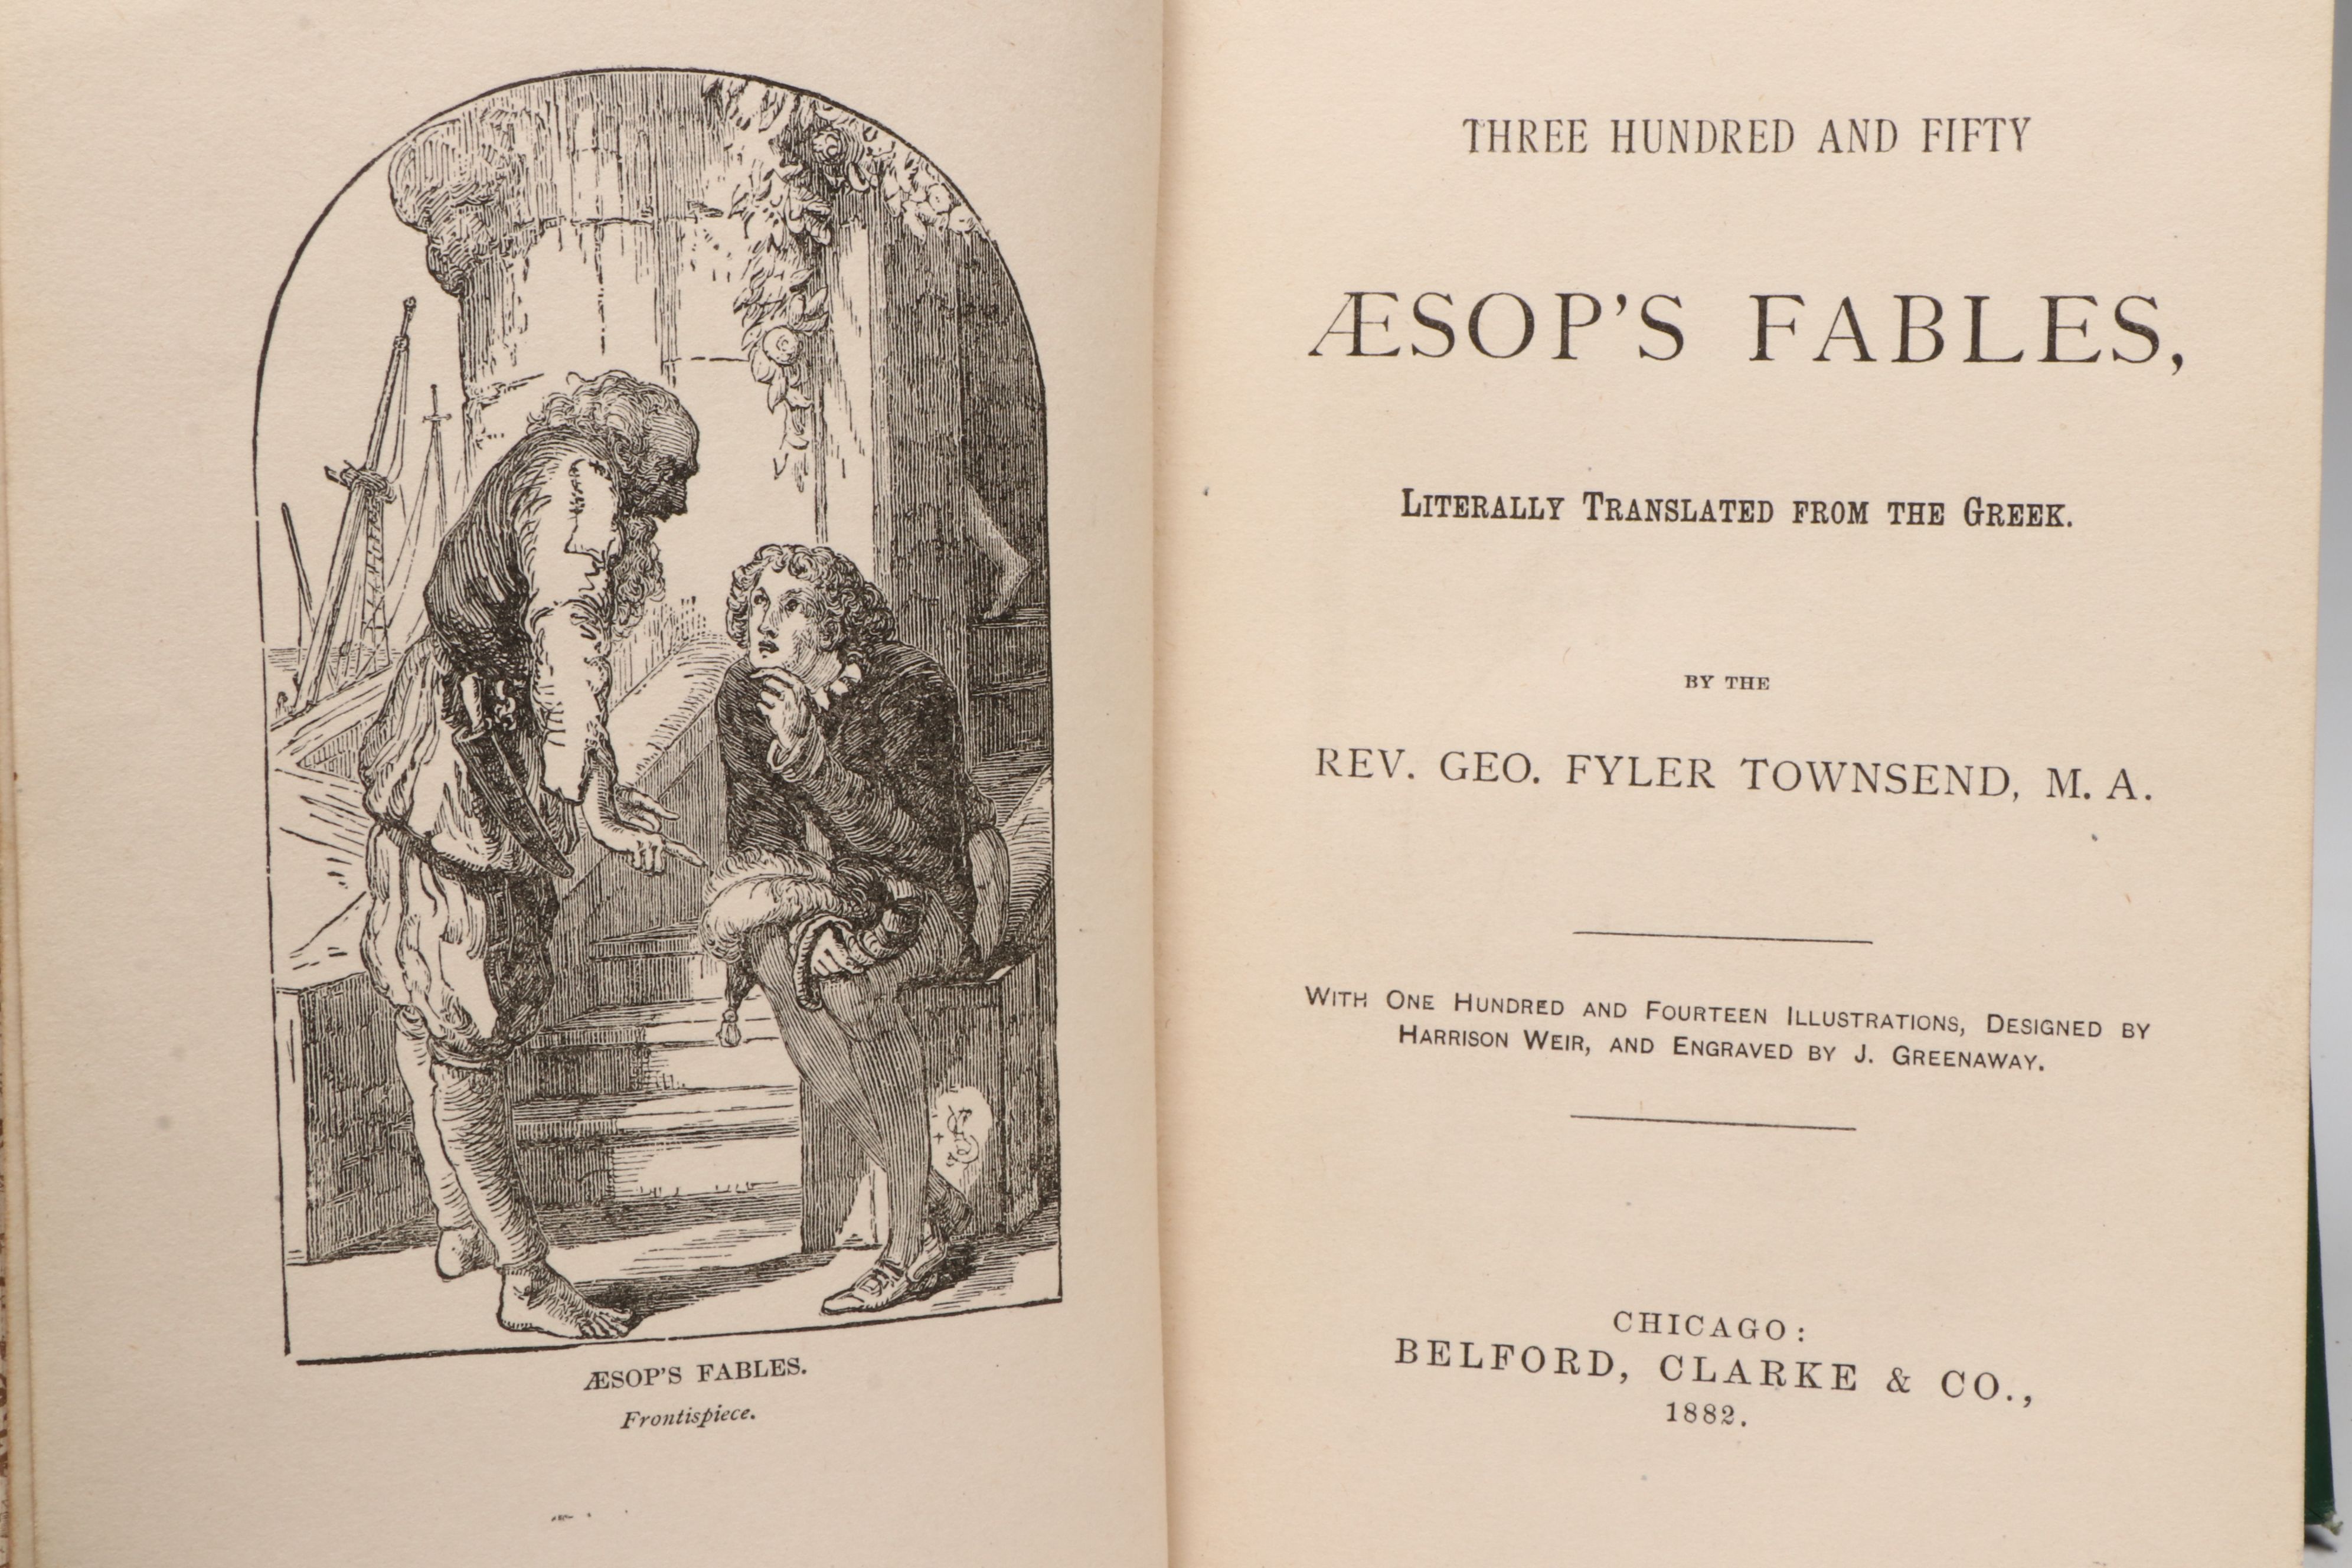 ÆSOP'S FABLES.
Frontispiece.
THREE HUNDRED AND FIFTY
ÆSOP'S FABLES,
LITERALLY TRANSLATED FROM THE GREEK.
BY THE
REV. GEO. FYLER TOWNSEND, M. A.
WITH ONE HUNDRED AND FOURTEEN ILLUSTRATIONS, DESIGNED BY
HARRISON WEIR, AND ENGRAVED BY J. GREENAWAY.
CHICAGO:
BELFORD, CLARKE & CO.,
1882.